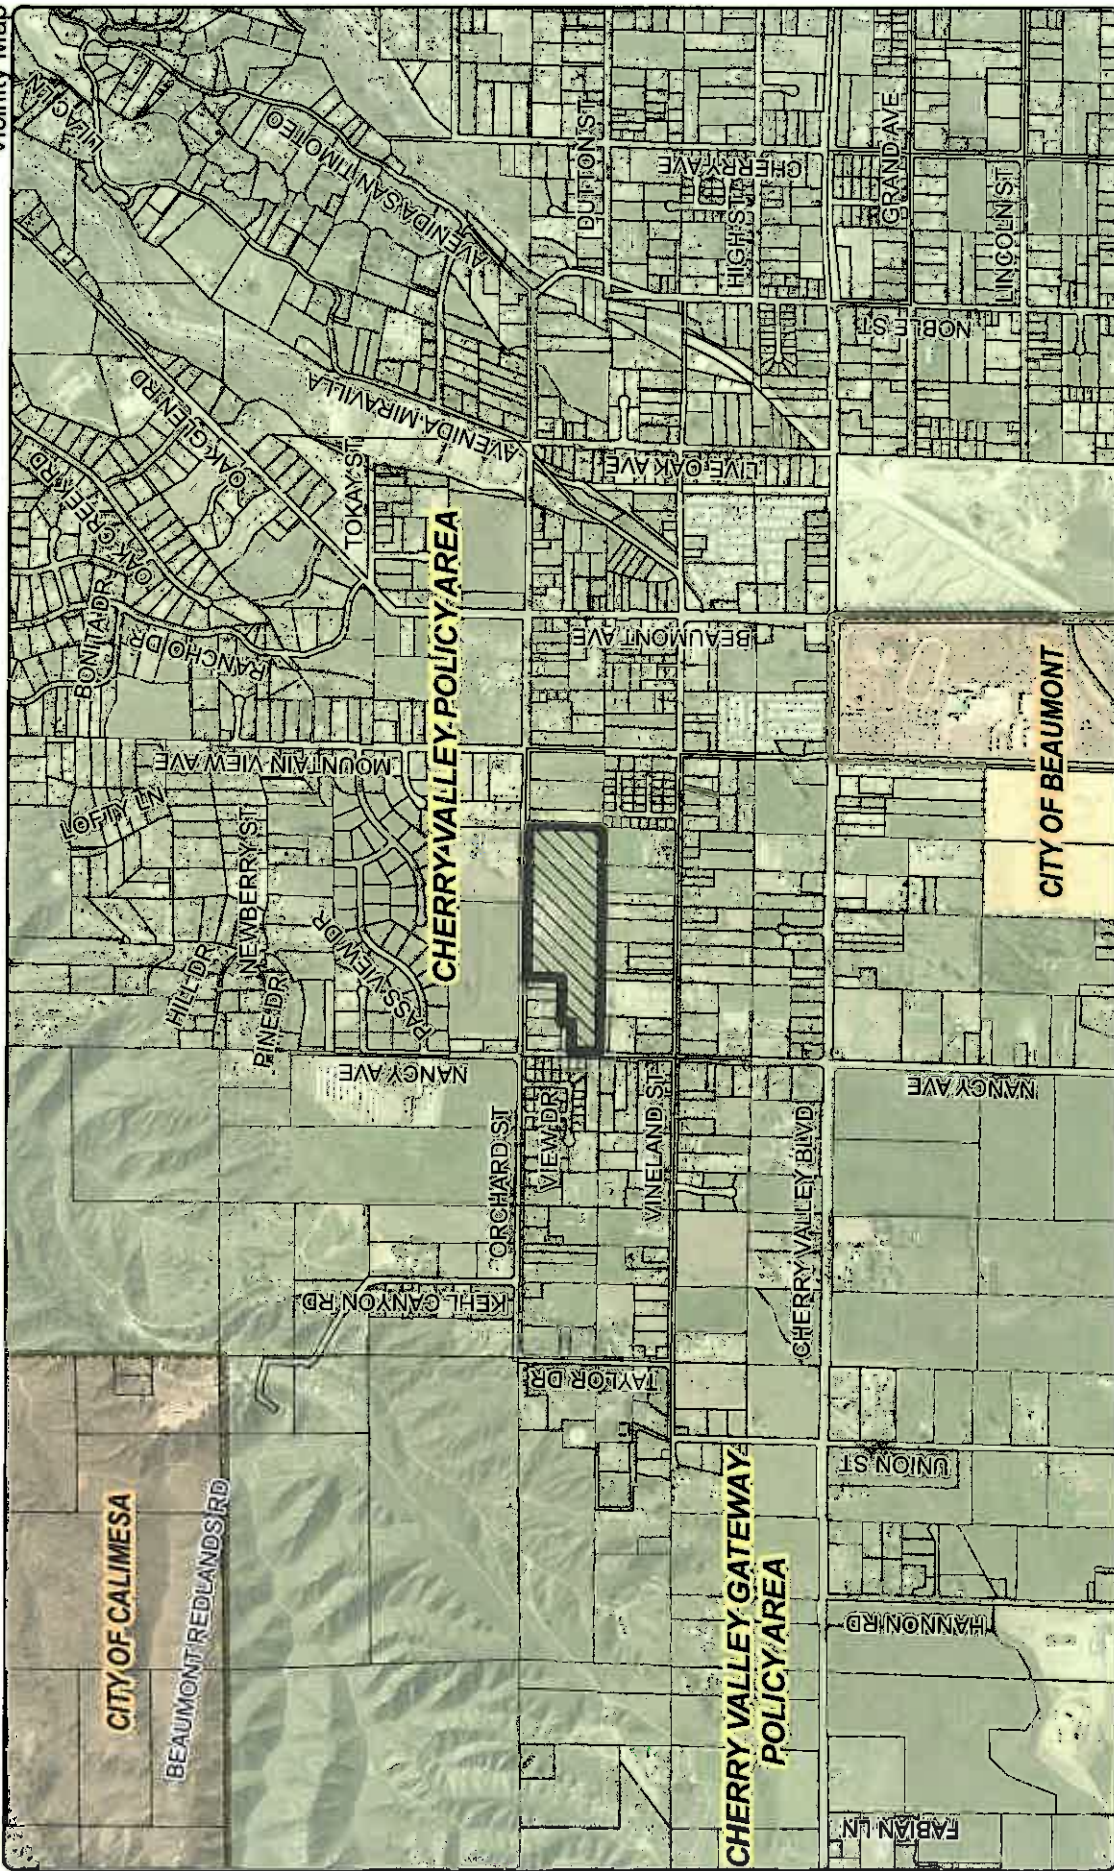 Vicinity Map
LILAC LN
AVENIDA SAN TIMOTEO
OAK GLEN RD
OAK CREEK RD
BONITA DR
RANCHO DR
AVENIDA MIRAVILLA
TOKAY ST
MOUNTAIN VIEW AVE
LOFTY LN
NEWBERRY ST
HILL DR
PINE DR
PASS VIEW DR
CHERRY VALLEY POLICY AREA
DUTTON ST
CHERRY AVE
HIGH ST
GRAND AVE
LINCOLN ST
NOBLE ST
LIVE OAK AVE
BEAUMONT AVE
CITY OF BEAUMONT
NANCY AVE
NANCY AVE
ORCHARD ST
VIEW DR
VINELAND ST
CHERRY VALLEY BLVD
KEHL CANYON RD
TAYLOR DR
UNION ST
HANNON RD
FABIAN LN
CHERRY VALLEY GATEWAY
POLICY AREA
CITY OF CALIMESA
BEAUMONT REDLANDS RD